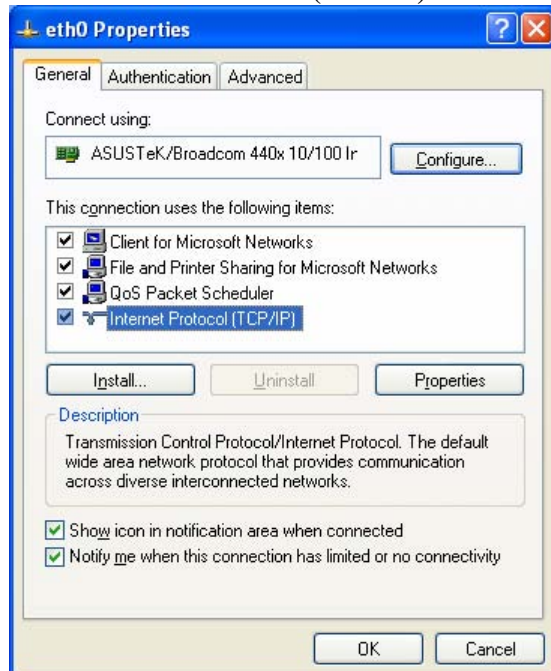 eth0 Properties
General Authentication Advanced
Connect using:
ASUSTeK/Broadcom 440x 10/100 Ir Configure...
This connection uses the following items:
Client for Microsoft Networks
File and Printer Sharing for Microsoft Networks
QoS Packet Scheduler
Internet Protocol (TCP/IP)
Install... Uninstall Properties
Description
Transmission Control Protocol/Internet Protocol. The default
wide area network protocol that provides communication
across diverse interconnected networks.
Show icon in notification area when connected
Notify me when this connection has limited or no connectivity
OK Cancel